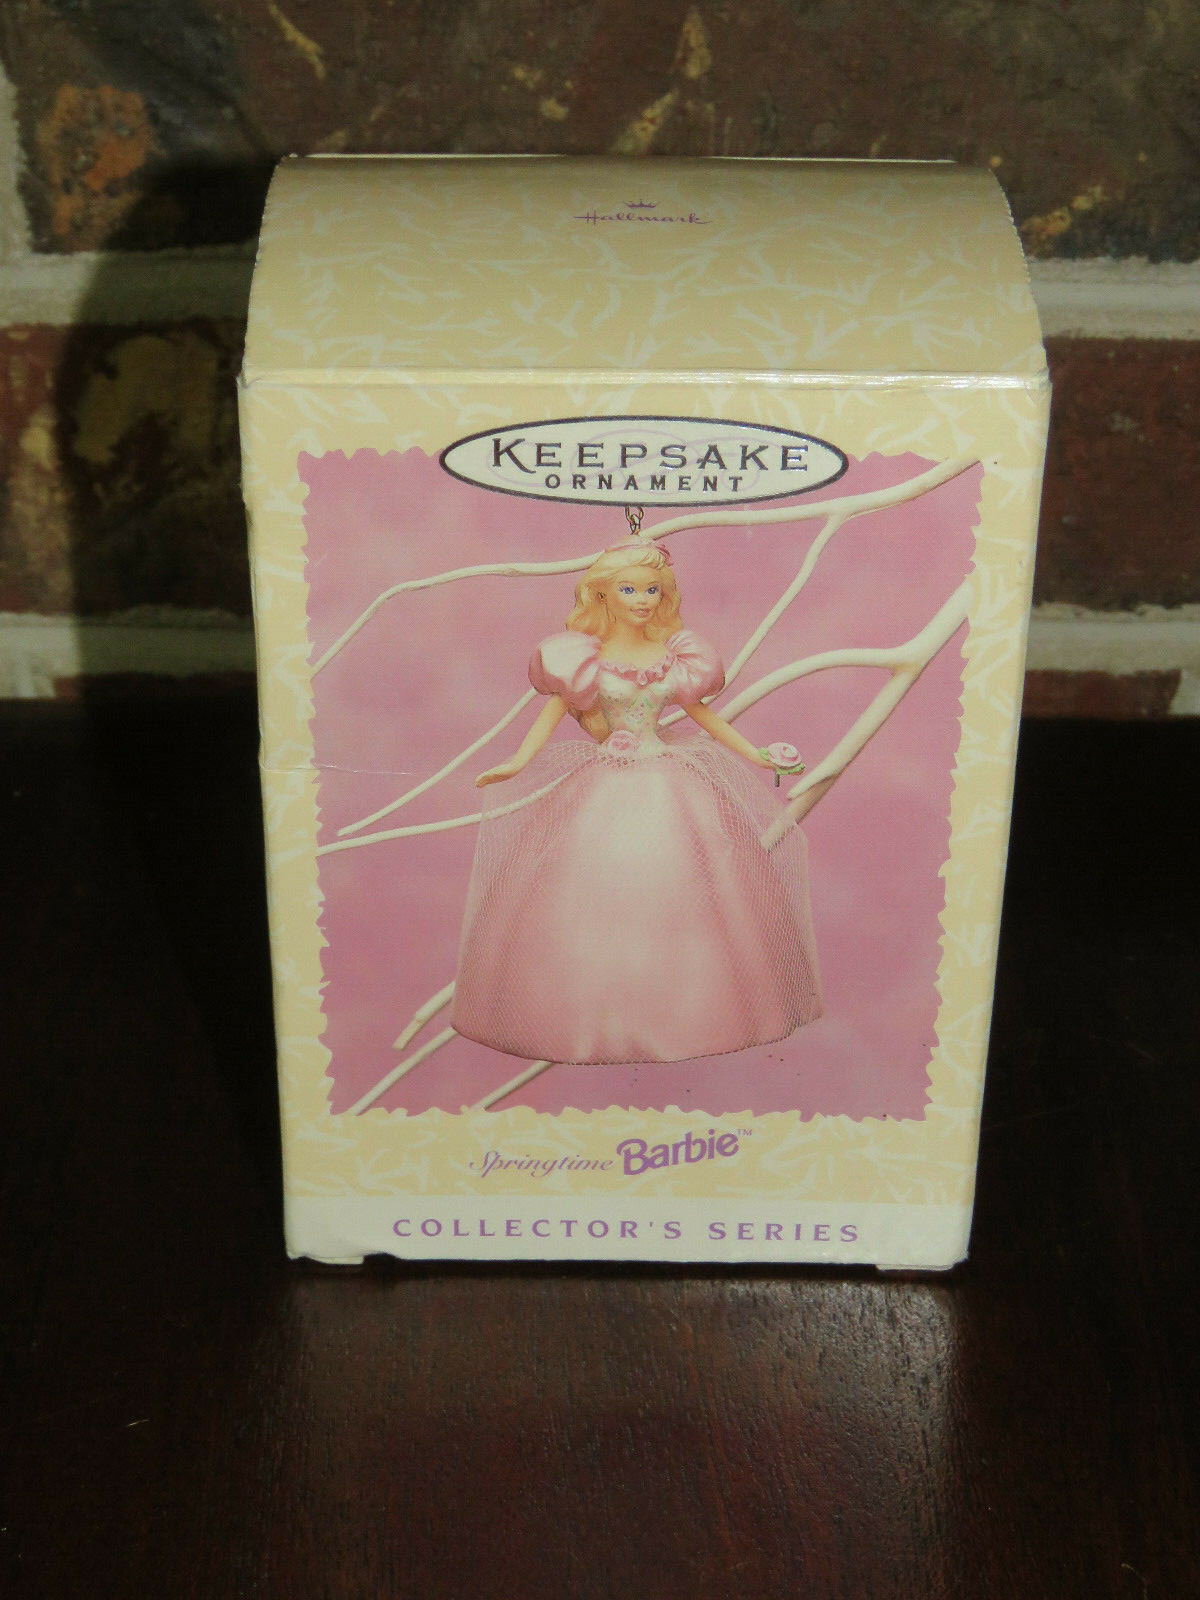 Hallmark
KEEPSAKE
ORNAMENT
Springtime Barbie™
COLLECTOR'S SERIES